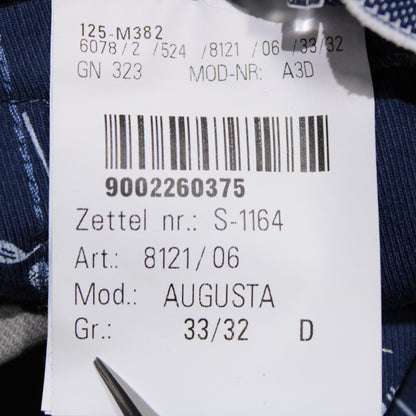 125-M382
6078/2 /524 /8121 /06 /33/32
GN 323 MOD-NR: A3D
9002260375
Zettel nr.: S-1164
Art.: 8121/06
Mod.: AUGUSTA
Gr.: 33/32 D